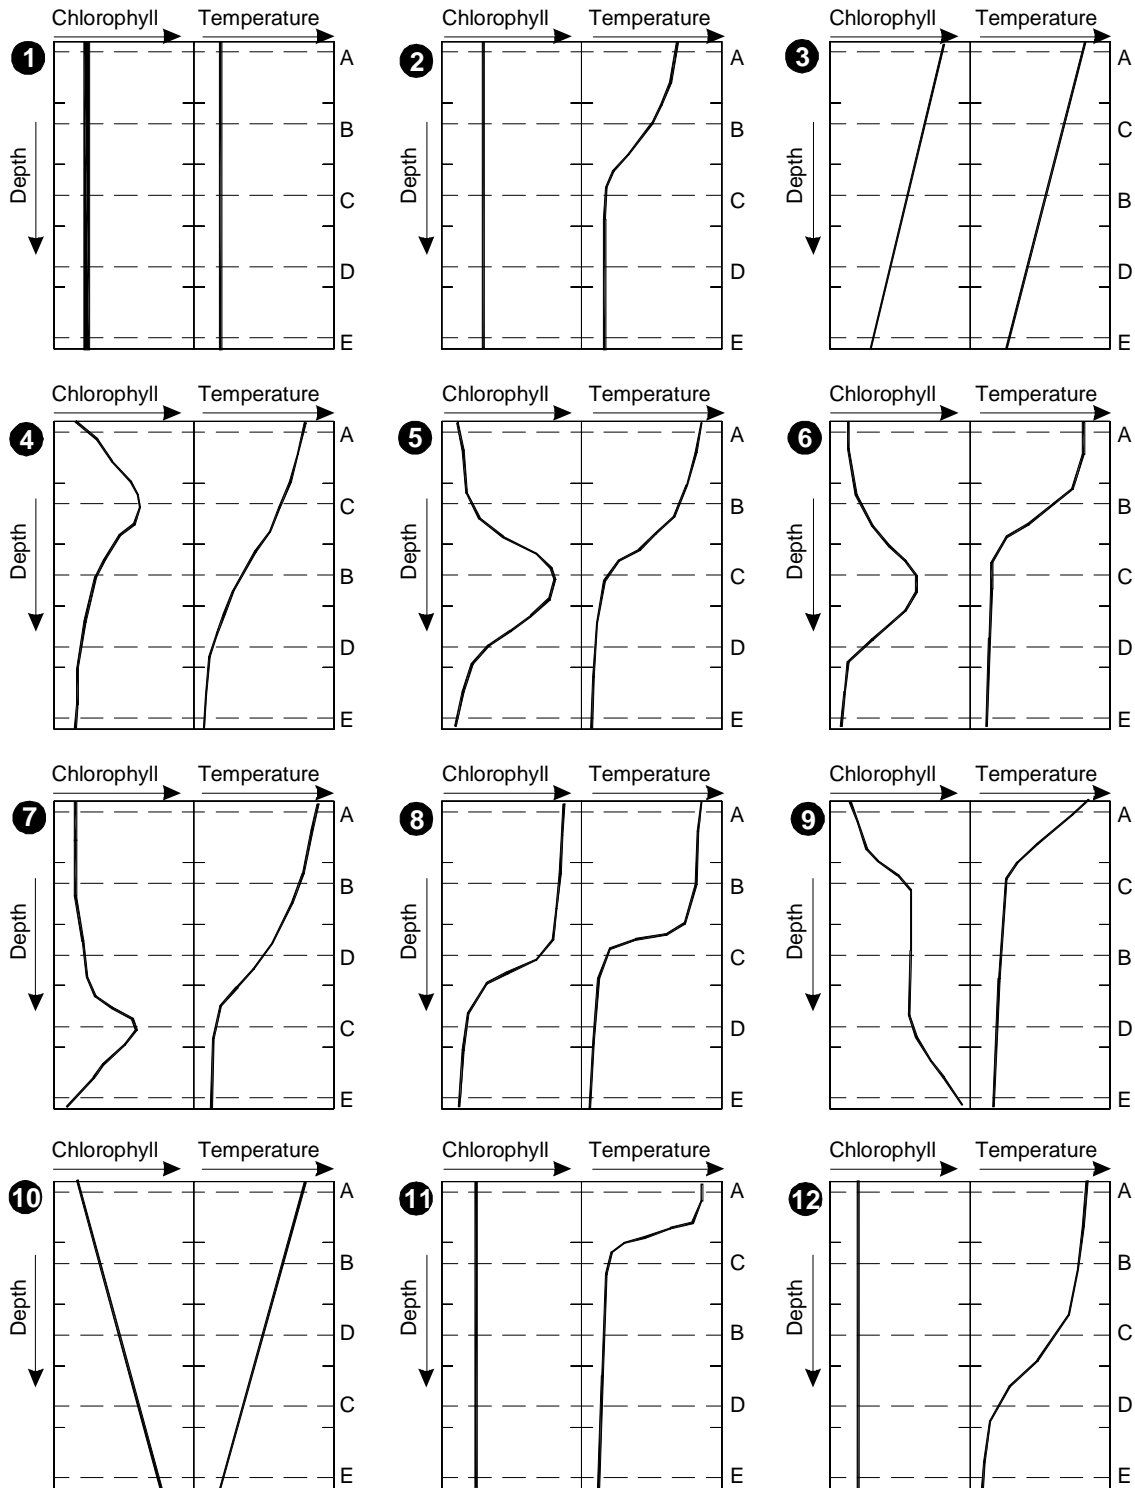 Chlorophyll Temperature Chlorophyll Temperature Chlorophyll Temperature
1 A 2 A 3 A
B B C
Depth Depth Depth
C C B
D D D
E E E
Chlorophyll Temperature Chlorophyll Temperature Chlorophyll Temperature
4 A 5 A 6 A
C B B
Depth Depth Depth
B C C
D D D
E E E
Chlorophyll Temperature Chlorophyll Temperature Chlorophyll Temperature
7 A 8 A 9 A
B B C
Depth Depth Depth
D C B
C D D
E E E
Chlorophyll Temperature Chlorophyll Temperature Chlorophyll Temperature
10 A 11 A 12 A
B C B
Depth Depth Depth
D B C
C D D
E E E